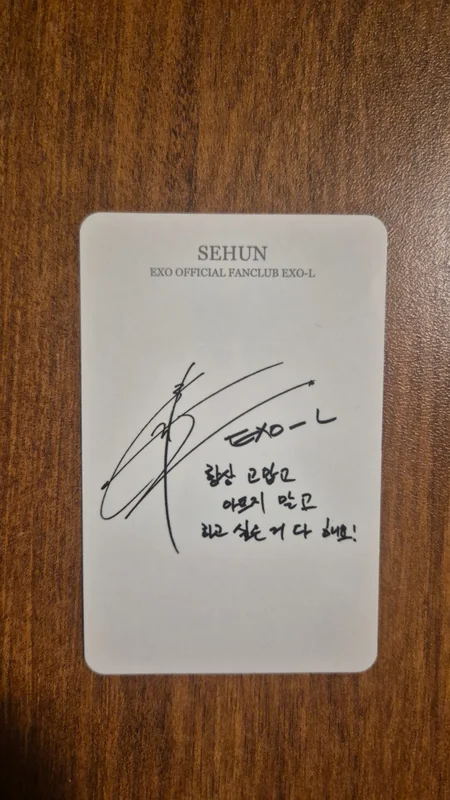 SEHUN
EXO OFFICIAL FANCLUB EXO-L
EXO-L
항상 고맙고
아프지 말고
하고 싶은 거 다 해요!